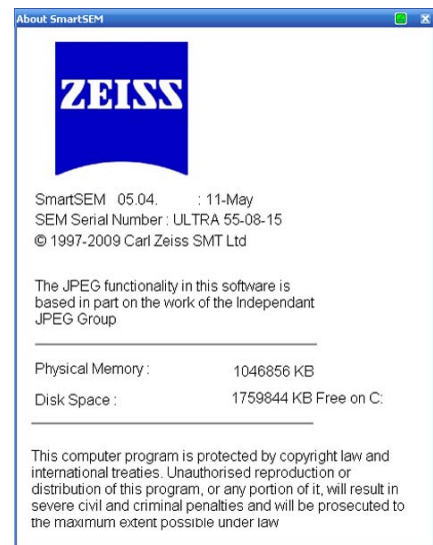 About SmartSEM
ZEISS
SmartSEM 05.04. : 11-May
SEM Serial Number : ULTRA 55-08-15
© 1997-2009 Carl Zeiss SMT Ltd
The JPEG functionality in this software is
based in part on the work of the Independant
JPEG Group
Physical Memory : 1046856 KB
Disk Space : 1759844 KB Free on C:
This computer program is protected by copyright law and
international treaties. Unauthorised reproduction or
distribution of this program, or any portion of it, will result in
severe civil and criminal penalties and will be prosecuted to
the maximum extent possible under law